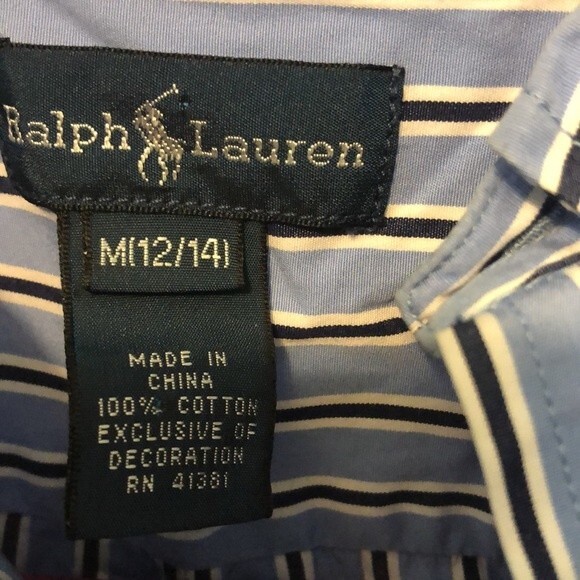 Ralph Lauren
M(12/14)
MADE IN
CHINA
100% COTTON
EXCLUSIVE OF
DECORATION
RN 41381